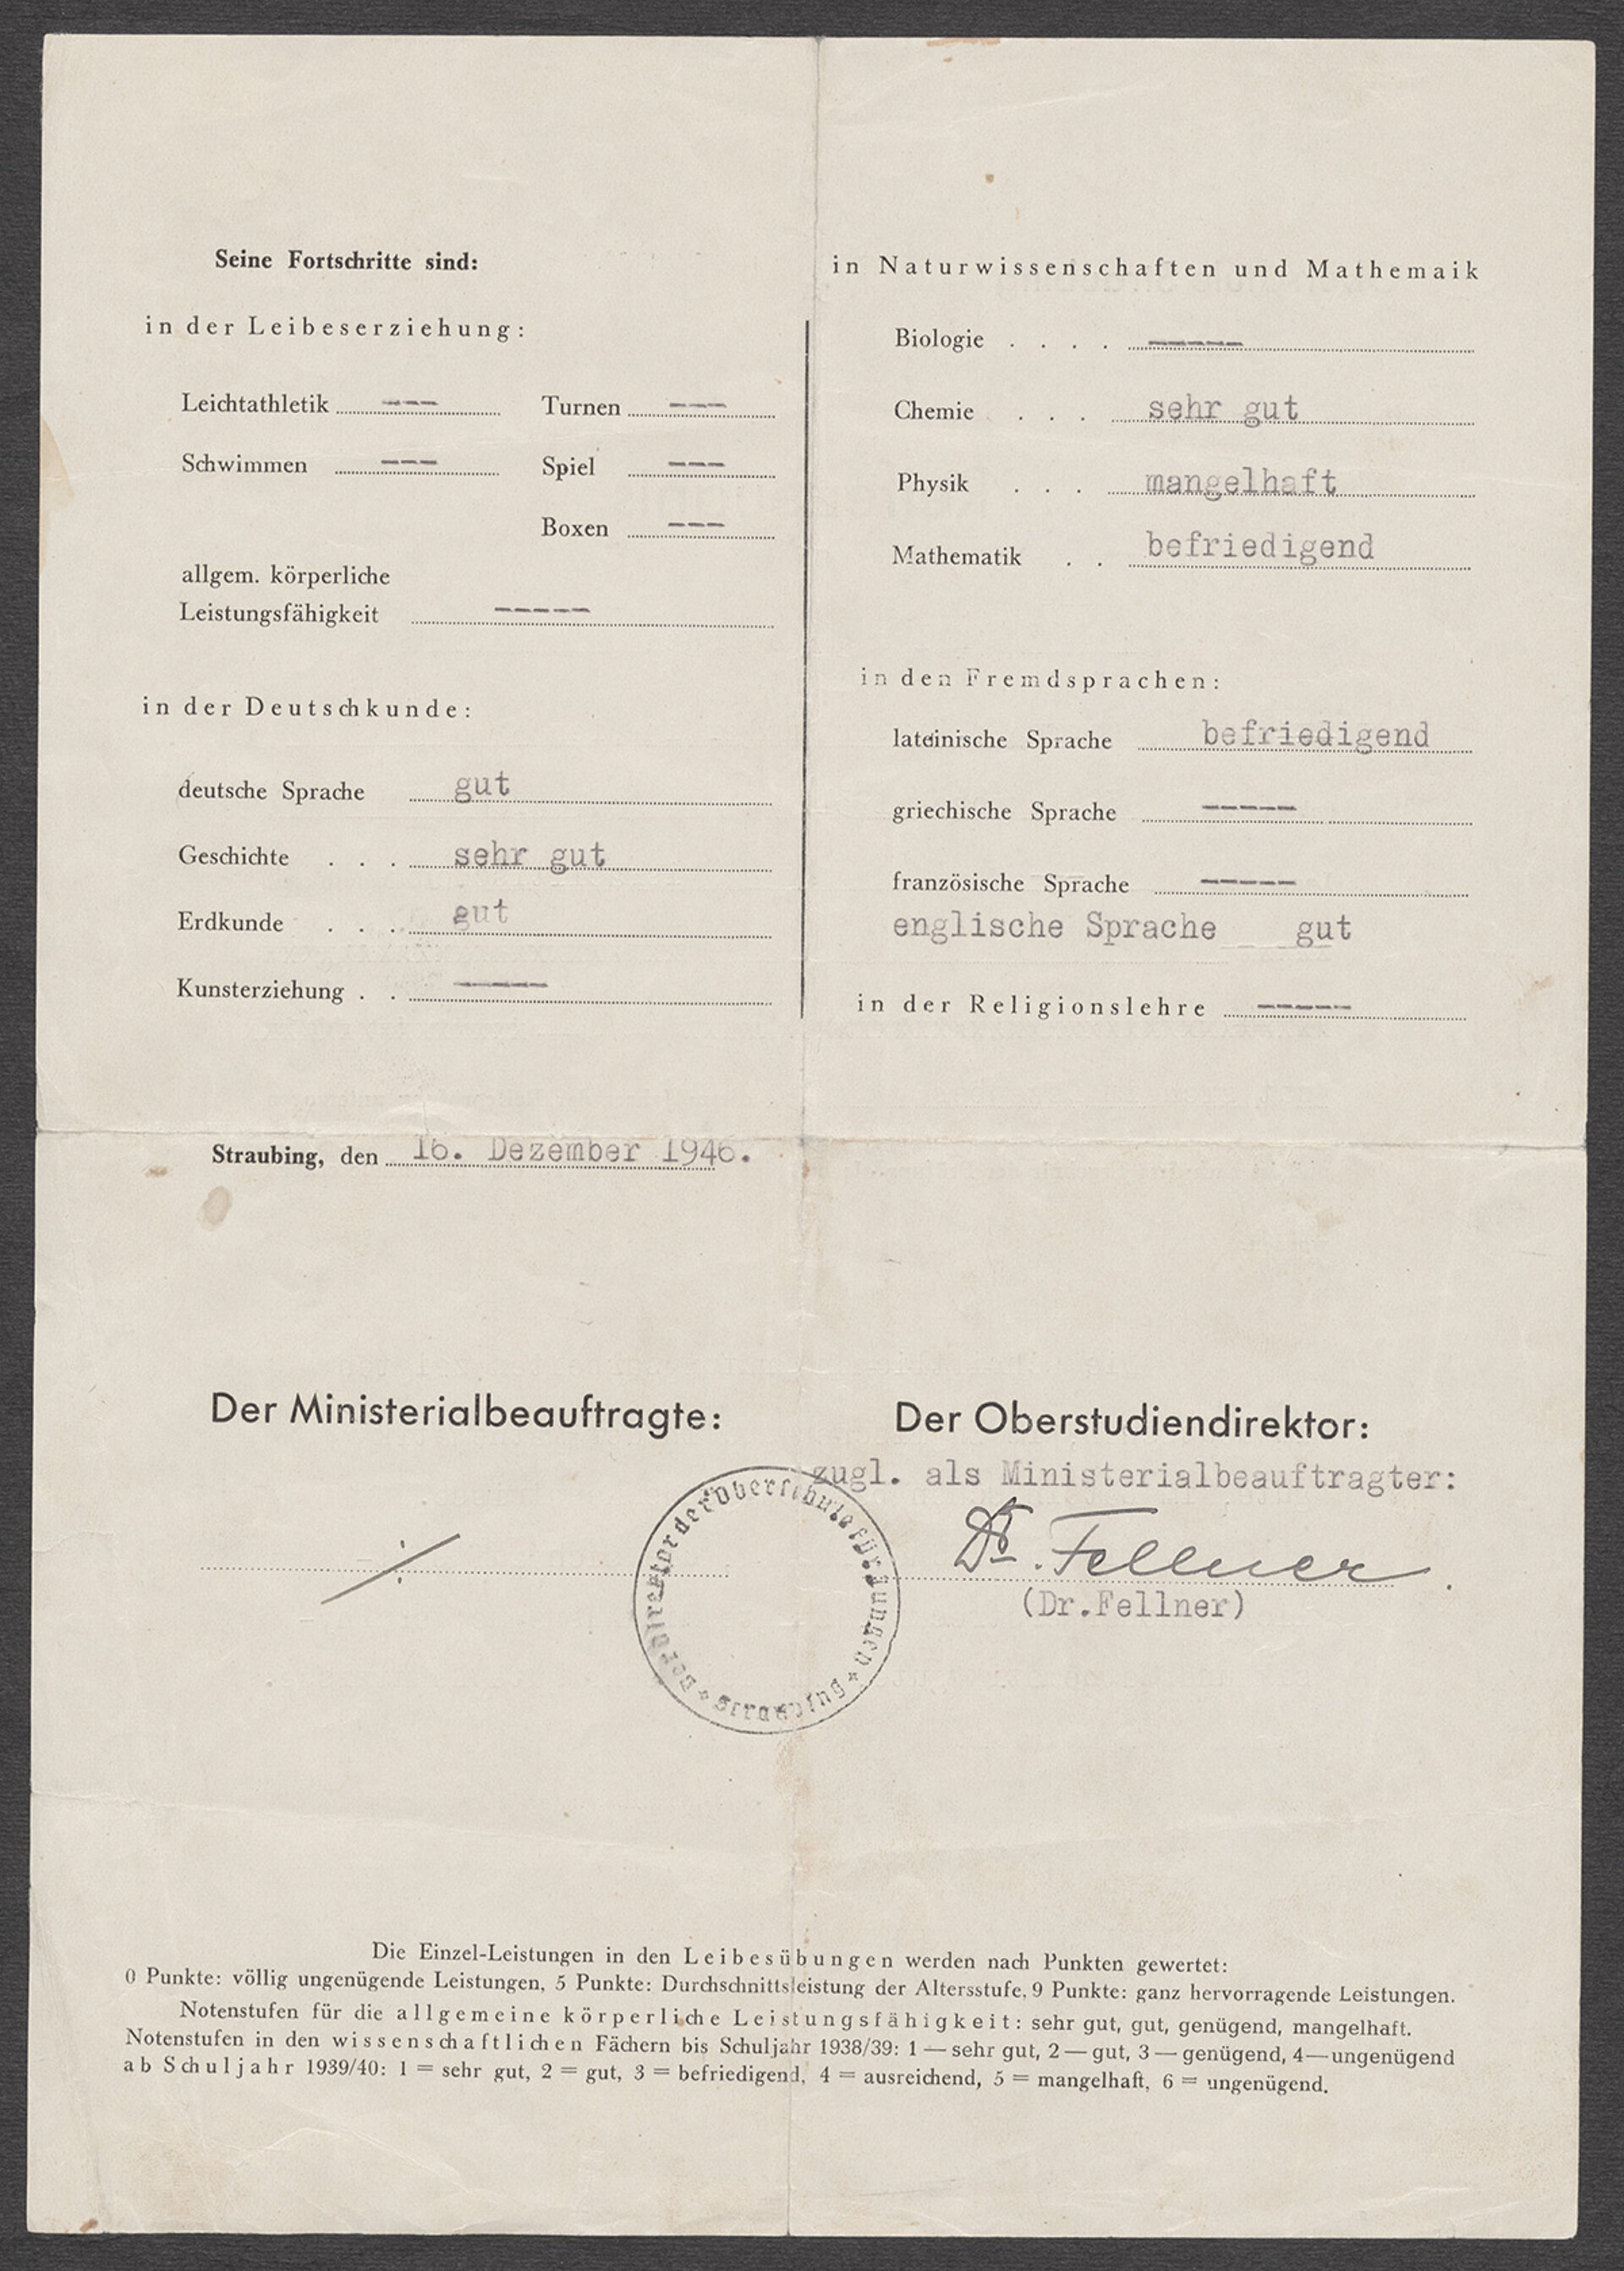 Seine Fortschritte sind:
in der Leibeserziehung:
Leichtathletik --- Turnen ---
Schwimmen --- Spiel ---
Boxen ---
allgem. körperliche
Leistungsfähigkeit -----
in der Deutschkunde:
deutsche Sprache gut
Geschichte . . . sehr gut
Erdkunde . . . gut
Kunsterziehung . . -----
in Naturwissenschaften und Mathemaik
Biologie . . . . -----
Chemie . . . sehr gut
Physik . . . mangelhaft
Mathematik . . befriedigend
in den Fremdsprachen:
lateinische Sprache befriedigend
griechische Sprache -----
französische Sprache -----
englische Sprache gut
in der Religionslehre -----
Straubing, den 16. Dezember 1946.
Der Ministerialbeauftragte:
Der Oberstudiendirektor:
zugl. als Ministerialbeauftragter:
Dr. Fellner
(Dr.Fellner)
Der Direktor der Oberschule für Jungen * Straubing *
Die Einzel-Leistungen in den Leibesübungen werden nach Punkten gewertet:
0 Punkte: völlig ungenügende Leistungen, 5 Punkte: Durchschnittsleistung der Altersstufe, 9 Punkte: ganz hervorragende Leistungen.
Notenstufen für die allgemeine körperliche Leistungsfähigkeit: sehr gut, gut, genügend, mangelhaft.
Notenstufen in den wissenschaftlichen Fächern bis Schuljahr 1938/39: 1 — sehr gut, 2 — gut, 3 — genügend, 4—ungenügend
ab Schuljahr 1939/40: 1 = sehr gut, 2 = gut, 3 = befriedigend, 4 = ausreichend, 5 = mangelhaft, 6 = ungenügend.